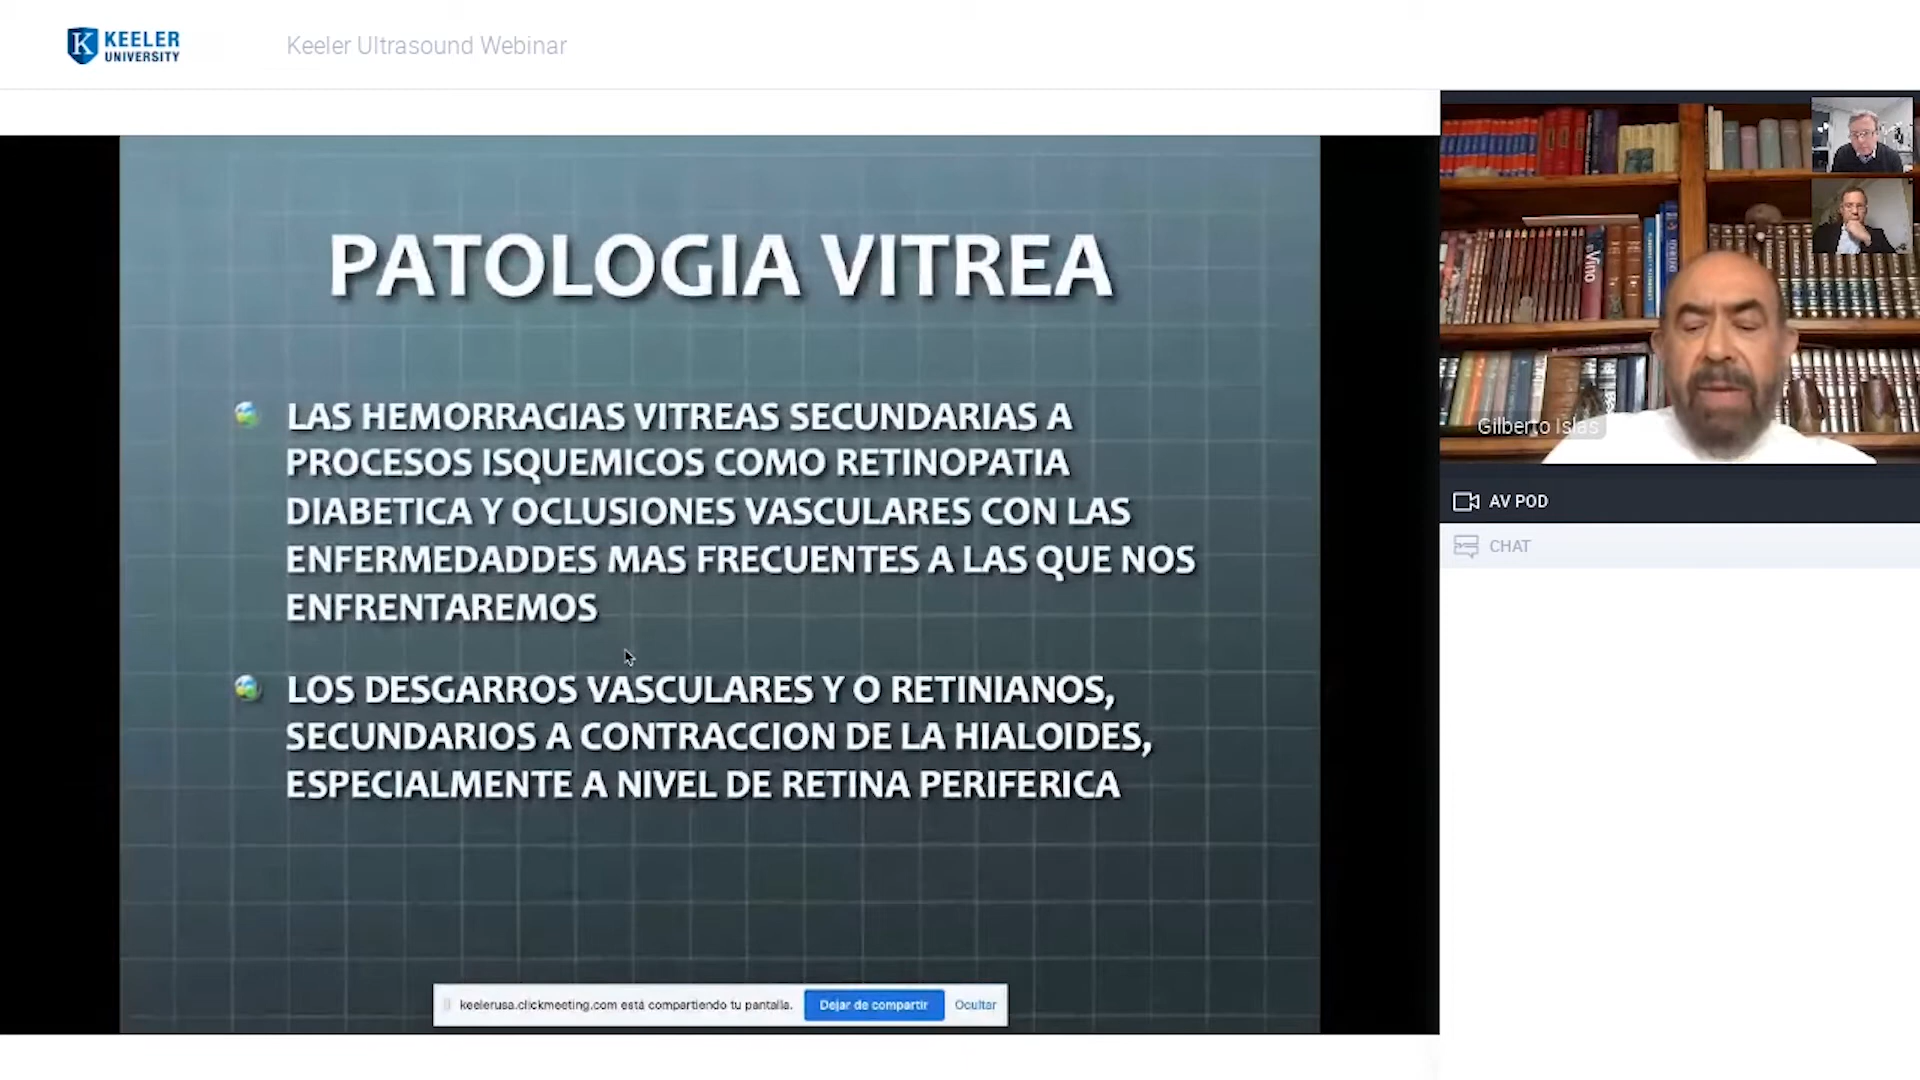 KEELER
UNIVERSITY
Keeler Ultrasound Webinar
PATOLOGIA VITREA
LAS HEMORRAGIAS VITREAS SECUNDARIAS A
PROCESOS ISQUEMICOS COMO RETINOPATIA
DIABETICA Y OCLUSIONES VASCULARES CON LAS
ENFERMEDADDES MAS FRECUENTES A LAS QUE NOS
ENFRENTAREMOS
LOS DESGARROS VASCULARES Y O RETINIANOS,
SECUNDARIOS A CONTRACCION DE LA HIALOIDES,
ESPECIALMENTE A NIVEL DE RETINA PERIFERICA
keelerusa.clickmeeting.com está compartiendo tu pantalla.
Dejar de compartir
Ocultar
Vino
Gilberto Islas
AV POD
CHAT